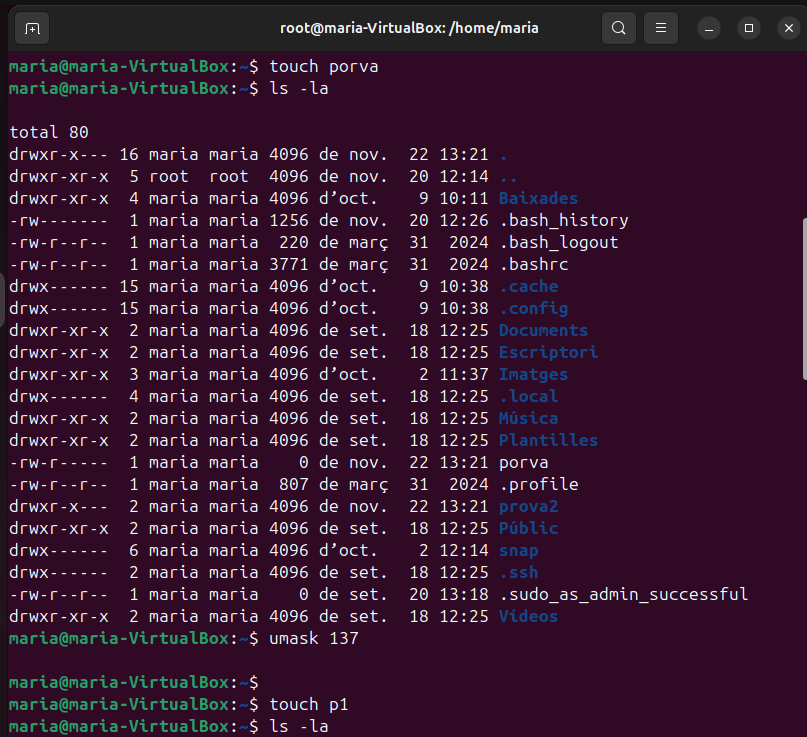 root@maria-VirtualBox: /home/maria
maria@maria-VirtualBox:~$ touch porva
maria@maria-VirtualBox:~$ ls -la
total 80
drwxr-x--- 16 maria maria 4096 de nov.  22 13:21 .
drwxr-xr-x  5 root  root  4096 de nov.  20 12:14 ..
drwxr-xr-x  4 maria maria 4096 d’oct.    9 10:11 Baixades
-rw-------  1 maria maria 1256 de nov.  20 12:26 .bash_history
-rw-r--r--  1 maria maria  220 de març  31  2024 .bash_logout
-rw-r--r--  1 maria maria 3771 de març  31  2024 .bashrc
drwx------ 15 maria maria 4096 d’oct.    9 10:38 .cache
drwx------ 15 maria maria 4096 d’oct.    9 10:38 .config
drwxr-xr-x  2 maria maria 4096 de set.  18 12:25 Documents
drwxr-xr-x  2 maria maria 4096 de set.  18 12:25 Escriptori
drwxr-xr-x  3 maria maria 4096 d’oct.    2 11:37 Imatges
drwx------  4 maria maria 4096 de set.  18 12:25 .local
drwxr-xr-x  2 maria maria 4096 de set.  18 12:25 Música
drwxr-xr-x  2 maria maria 4096 de set.  18 12:25 Plantilles
-rw-r-----  1 maria maria    0 de nov.  22 13:21 porva
-rw-r--r--  1 maria maria  807 de març  31  2024 .profile
drwxr-x---  2 maria maria 4096 de nov.  22 13:21 prova2
drwxr-xr-x  2 maria maria 4096 de set.  18 12:25 Públic
drwx------  6 maria maria 4096 d’oct.    2 12:14 snap
drwx------  2 maria maria 4096 de set.  18 12:25 .ssh
-rw-r--r--  1 maria maria    0 de set.  20 13:18 .sudo_as_admin_successful
drwxr-xr-x  2 maria maria 4096 de set.  18 12:25 Vídeos
maria@maria-VirtualBox:~$ umask 137
maria@maria-VirtualBox:~$
maria@maria-VirtualBox:~$ touch p1
maria@maria-VirtualBox:~$ ls -la